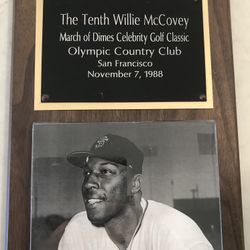 The Tenth Willie McCovey
March of Dimes Celebrity Golf Classic
Olympic Country Club
San Francisco
November 7, 1988